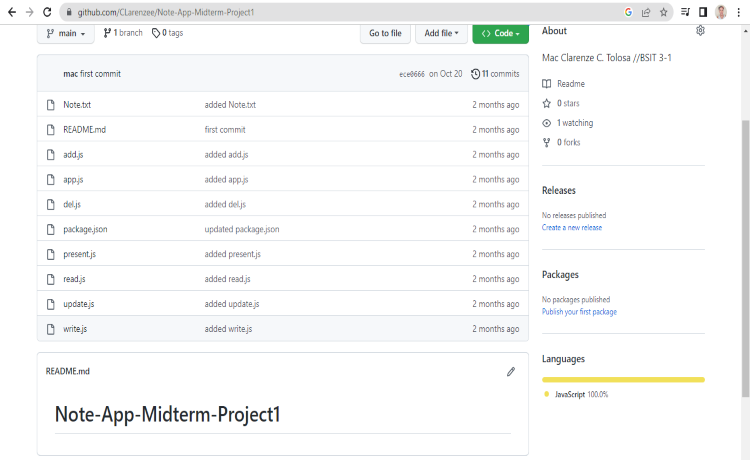 github.com/CLarenzee/Note-App-Midterm-Project1
main 1 branch 0 tags Go to file Add file Code
mac first commit ece0666 on Oct 20 11 commits
Note.txt added Note.txt 2 months ago
README.md first commit 2 months ago
add.js added add.js 2 months ago
app.js added app.js 2 months ago
del.js added del.js 2 months ago
package.json updated package.json 2 months ago
present.js added present.js 2 months ago
read.js added read.js 2 months ago
update.js added update.js 2 months ago
write.js added write.js 2 months ago
README.md
Note-App-Midterm-Project1
About
Mac Clarenze C. Tolosa //BSIT 3-1
Readme
0 stars
1 watching
0 forks
Releases
No releases published
Create a new release
Packages
No packages published
Publish your first package
Languages
JavaScript 100.0%